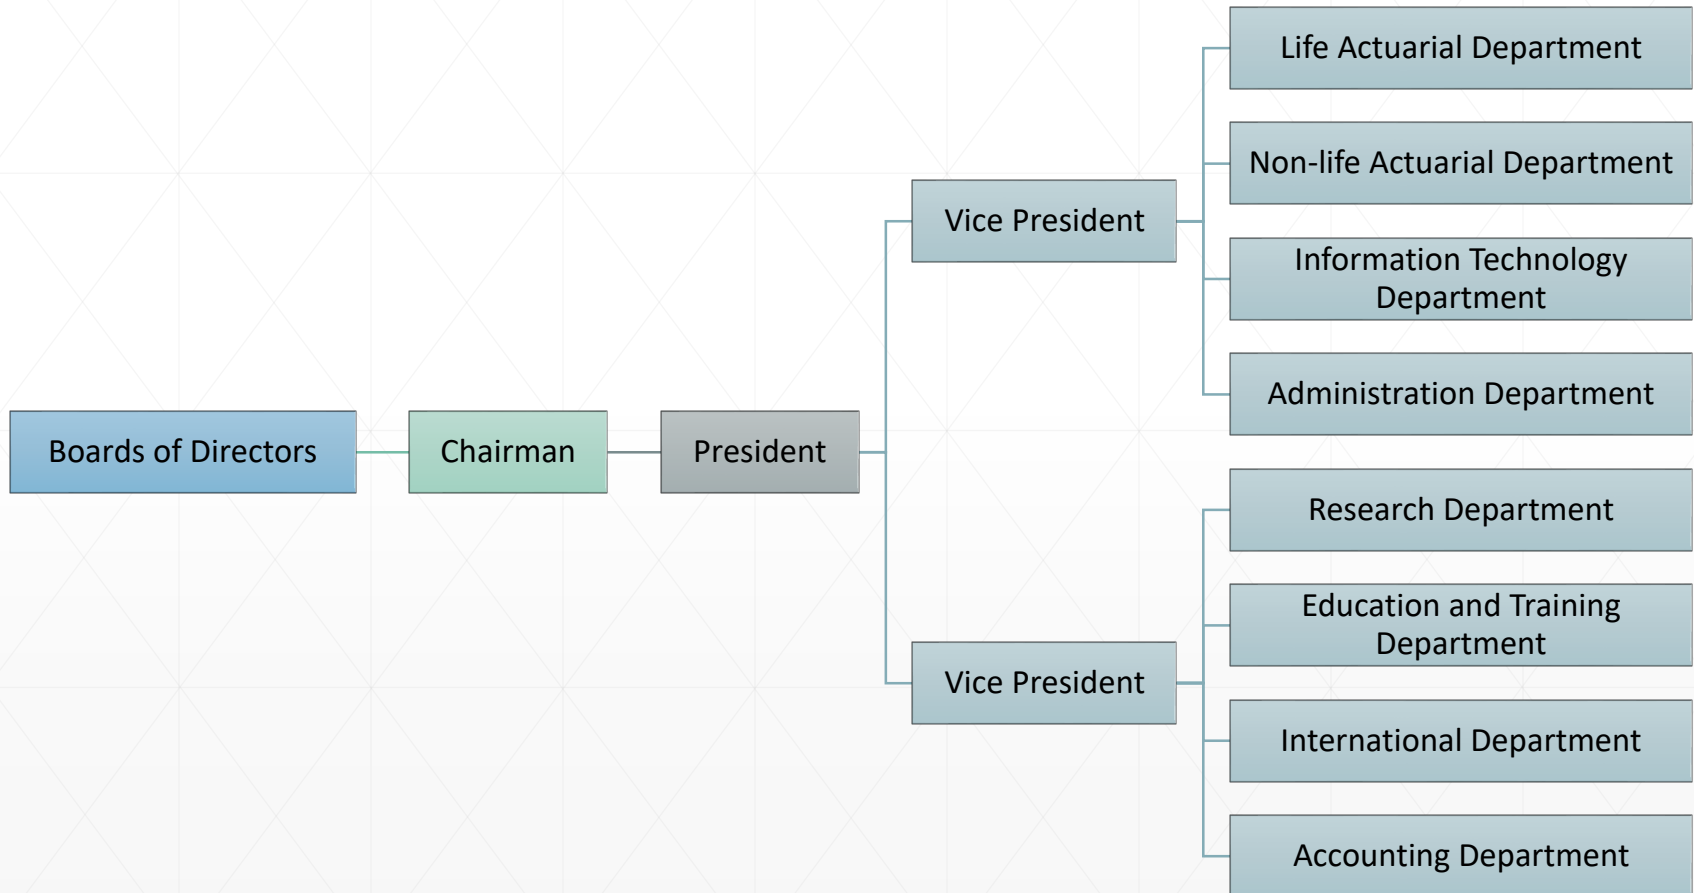 Boards of Directors
Chairman
President
Vice President
Life Actuarial Department
Non-life Actuarial Department
Information Technology
Department
Administration Department
Vice President
Research Department
Education and Training
Department
International Department
Accounting Department